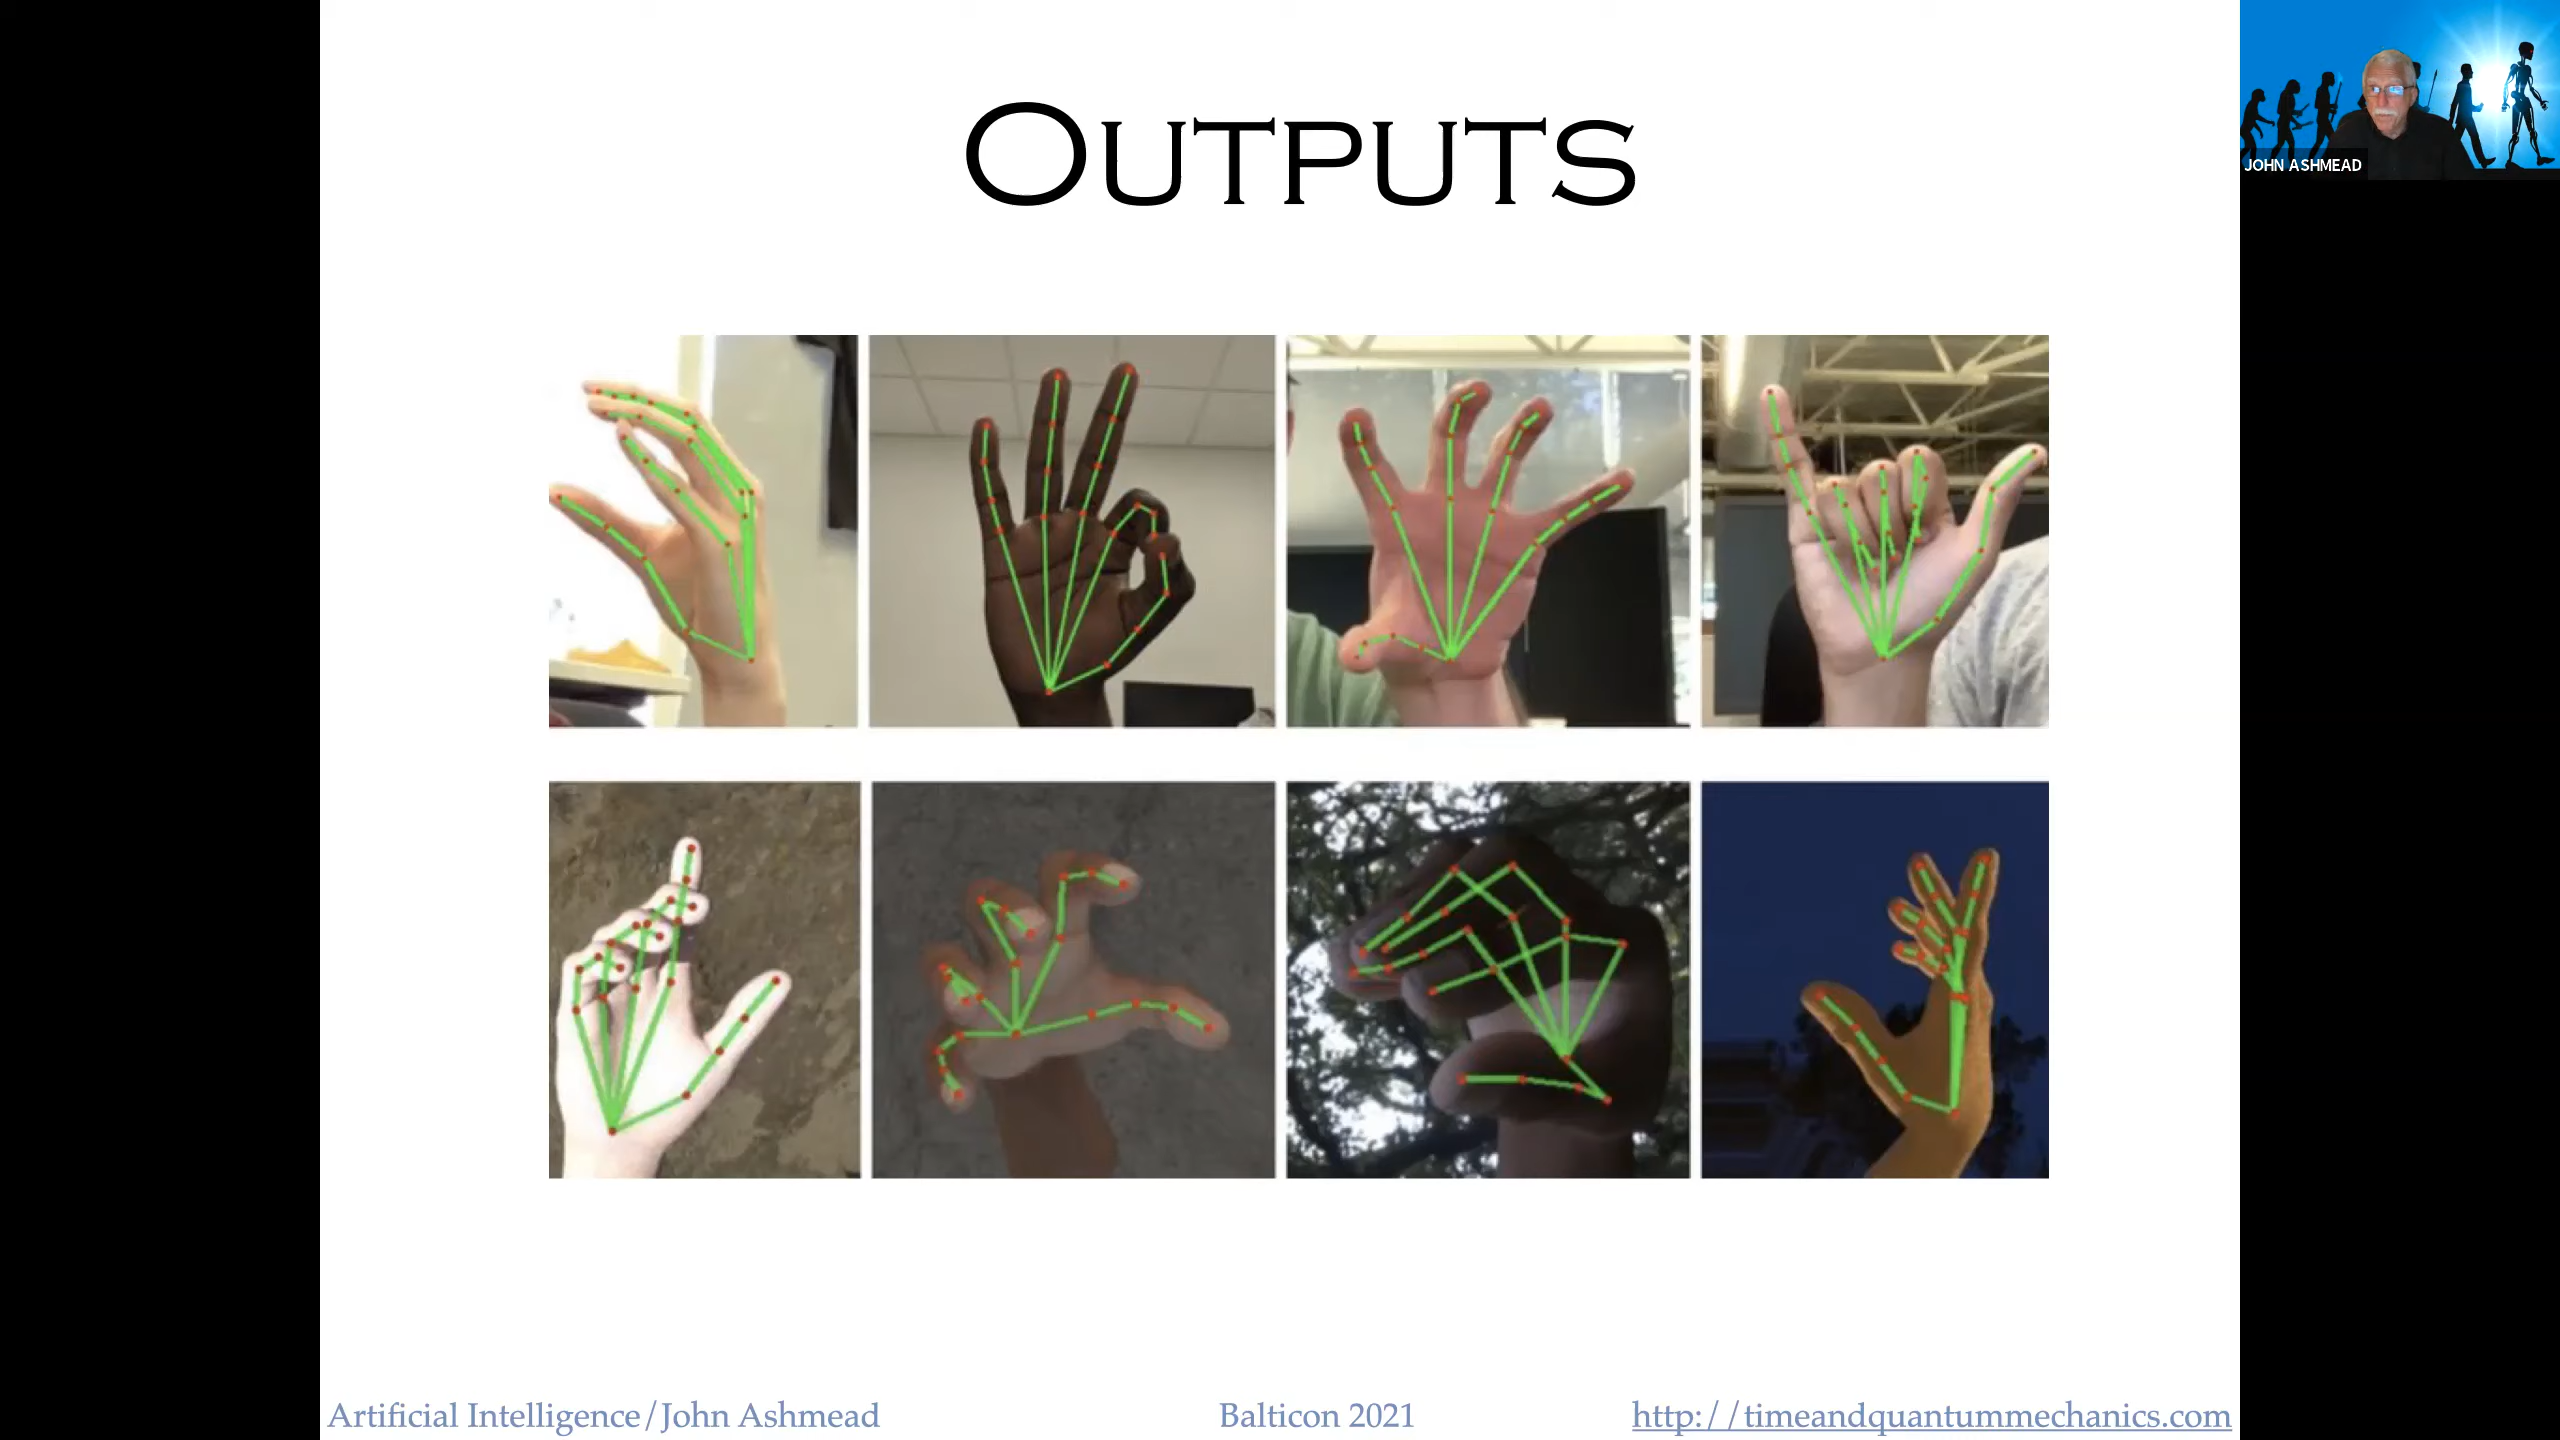 OUTPUTS
JOHN ASHMEAD
Artificial Intelligence/John Ashmead
Balticon 2021
http://timeandquantummechanics.com